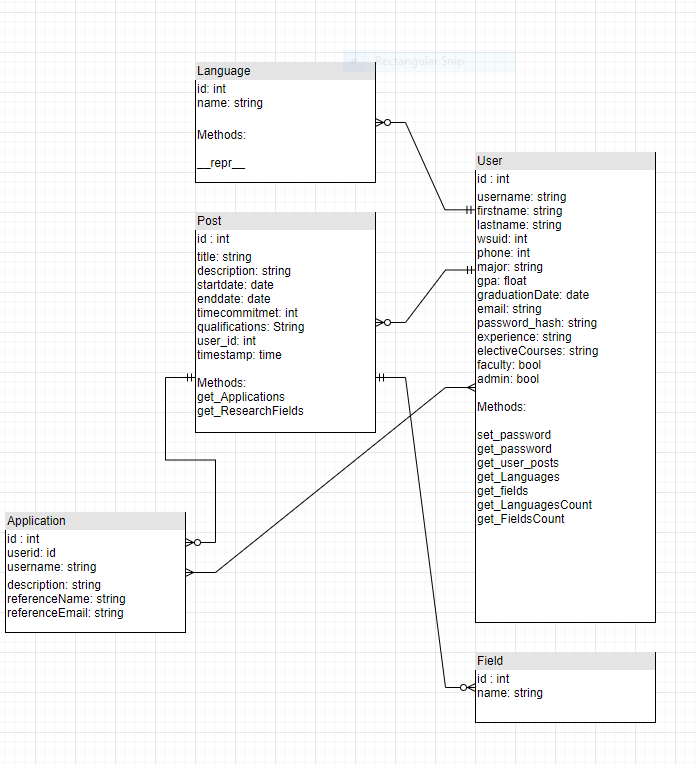 Rectangular Snip
Language
id: int
name: string
Methods:
__repr__
Post
id : int
title: string
description: string
startdate: date
enddate: date
timecommitmet: int
qualifications: String
user_id: int
timestamp: time
Methods:
get_Applications
get_ResearchFields
User
id : int
username: string
firstname: string
lastname: string
wsuid: int
phone: int
major: string
gpa: float
graduationDate: date
email: string
password_hash: string
experience: string
electiveCourses: string
faculty: bool
admin: bool
Methods:
set_password
get_password
get_user_posts
get_Languages
get_fields
get_LanguagesCount
get_FieldsCount
Application
id : int
userid: id
username: string
description: string
referenceName: string
referenceEmail: string
Field
id : int
name: string